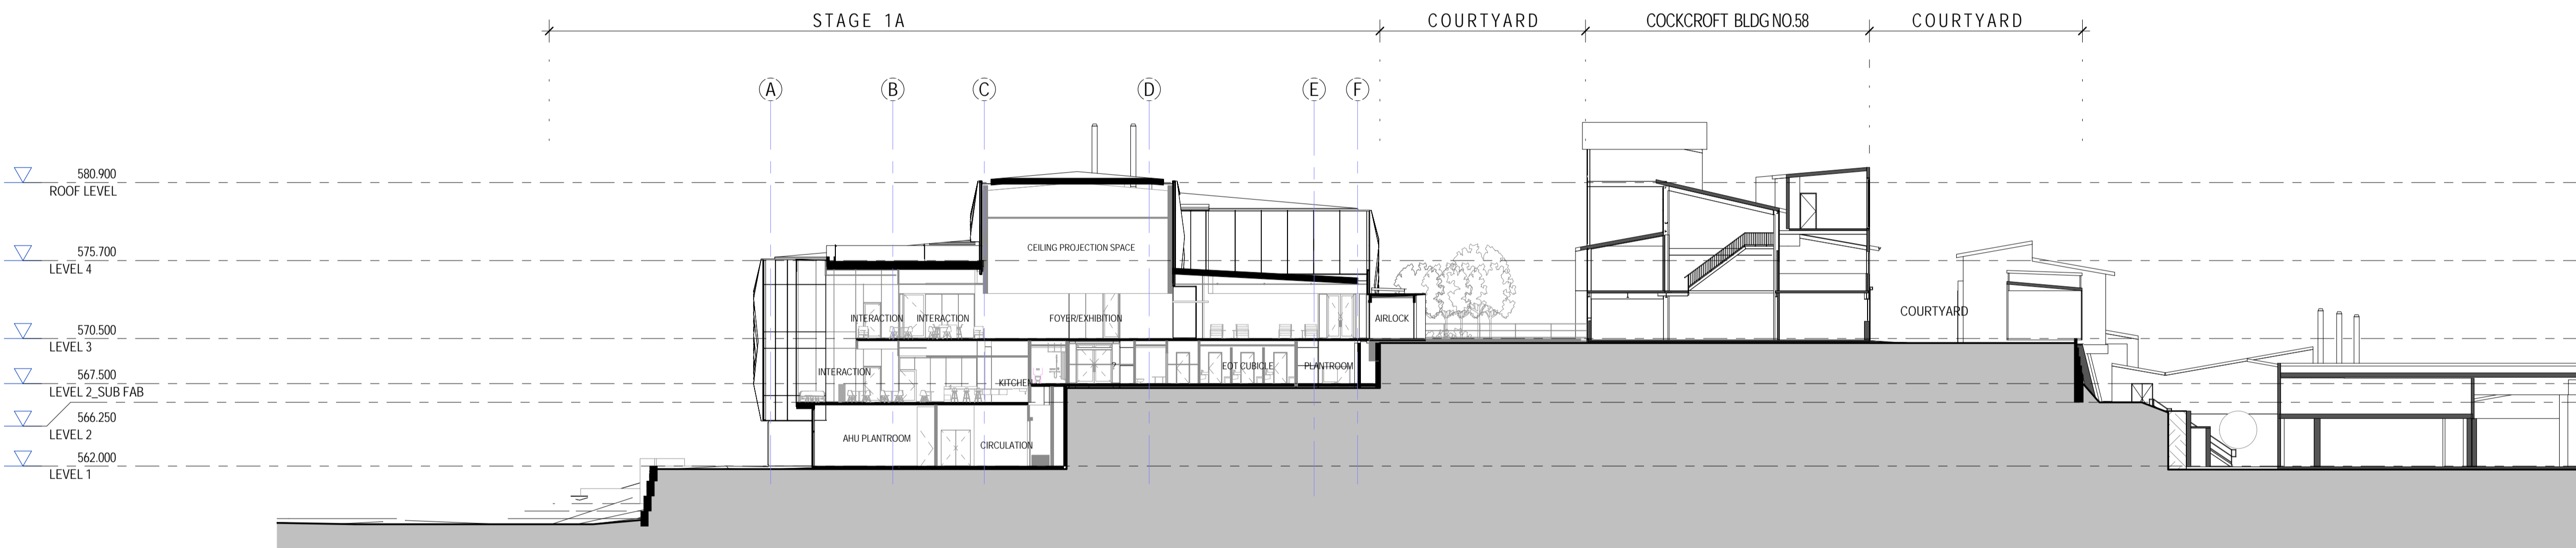 STAGE 1A
COURTYARD
COCKCROFT BLDG NO.58
COURTYARD
A
B
C
D
E
F
580.900
ROOF LEVEL
575.700
LEVEL 4
570.500
LEVEL 3
567.500
LEVEL 2_SUB FAB
566.250
LEVEL 2
562.000
LEVEL 1
CEILING PROJECTION SPACE
INTERACTION
INTERACTION
FOYER/EXHIBITION
AIRLOCK
COURTYARD
INTERACTION
KITCHEN
?
EOT CUBICLE
PLANTROOM
AHU PLANTROOM
CIRCULATION